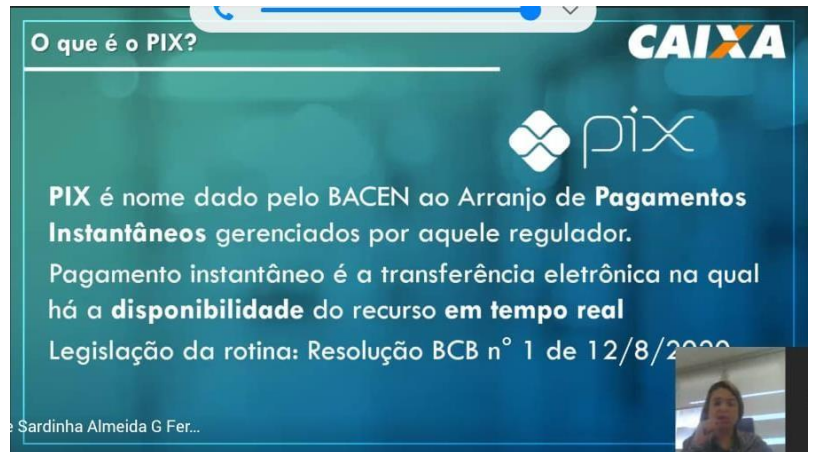 O que é o PIX?
CAIXA
pix
PIX é nome dado pelo BACEN ao Arranjo de Pagamentos
Instantâneos gerenciados por aquele regulador.
Pagamento instantâneo é a transferência eletrônica na qual
há a disponibilidade do recurso em tempo real
Legislação da rotina: Resolução BCB n° 1 de 12/8/2020
Sardinha Almeida G Fer...